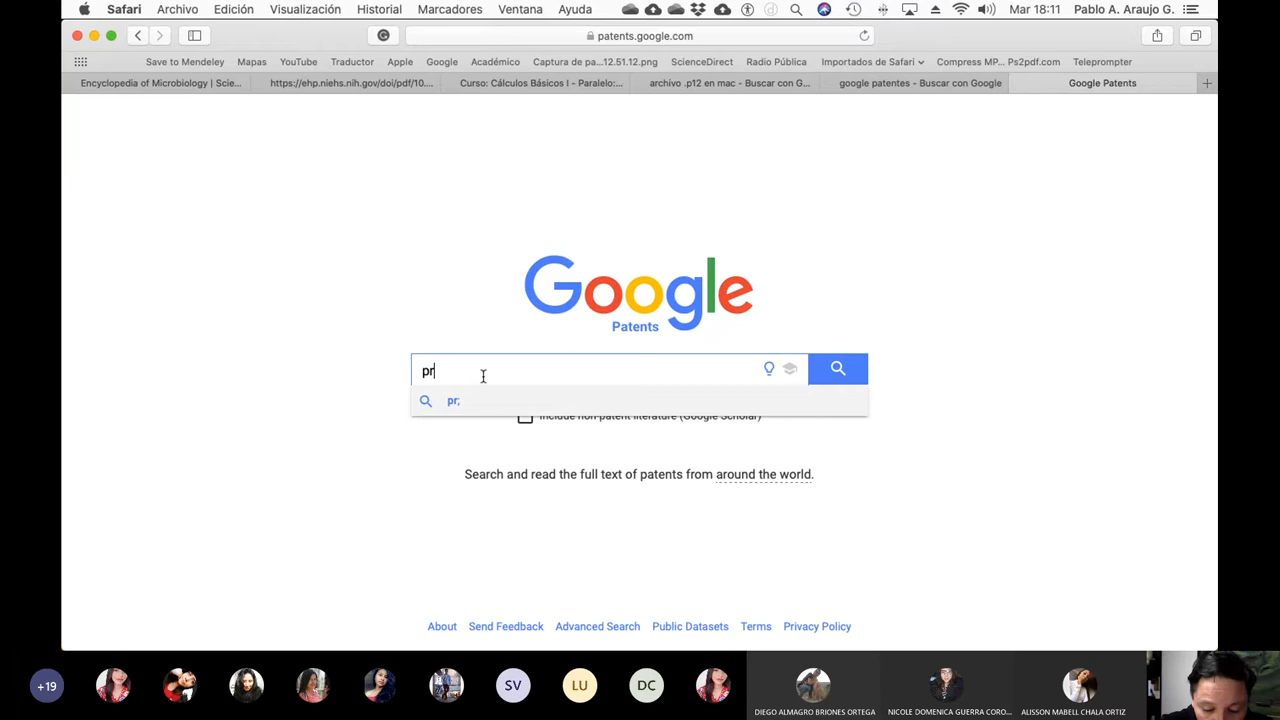 Safari Archivo Edición Visualización Historial Marcadores Ventana Ayuda Mar 18:11 Pablo A. Araujo G.
patents.google.com
Save to Mendeley Mapas YouTube Traductor Apple Google Académico Captura de pa...12.51.12.png ScienceDirect Radio Pública Importados de Safari Compress MP... Ps2pdf.com Teleprompter
Encyclopedia of Microbiology | Scie... https://ehp.niehs.nih.gov/doi/pdf/10.... Curso: Cálculos Básicos I - Paralelo:... archivo .p12 en mac - Buscar con G... google patentes - Buscar con Google Google Patents
Google
Patents
pr
pr;
Include non-patent literature (Google Scholar)
Search and read the full text of patents from around the world.
About Send Feedback Advanced Search Public Datasets Terms Privacy Policy
+19 SV LU DC
DIEGO ALMAGRO BRIONES ORTEGA NICOLE DOMENICA GUERRA CORO... ALISSON MABELL CHALA ORTIZ